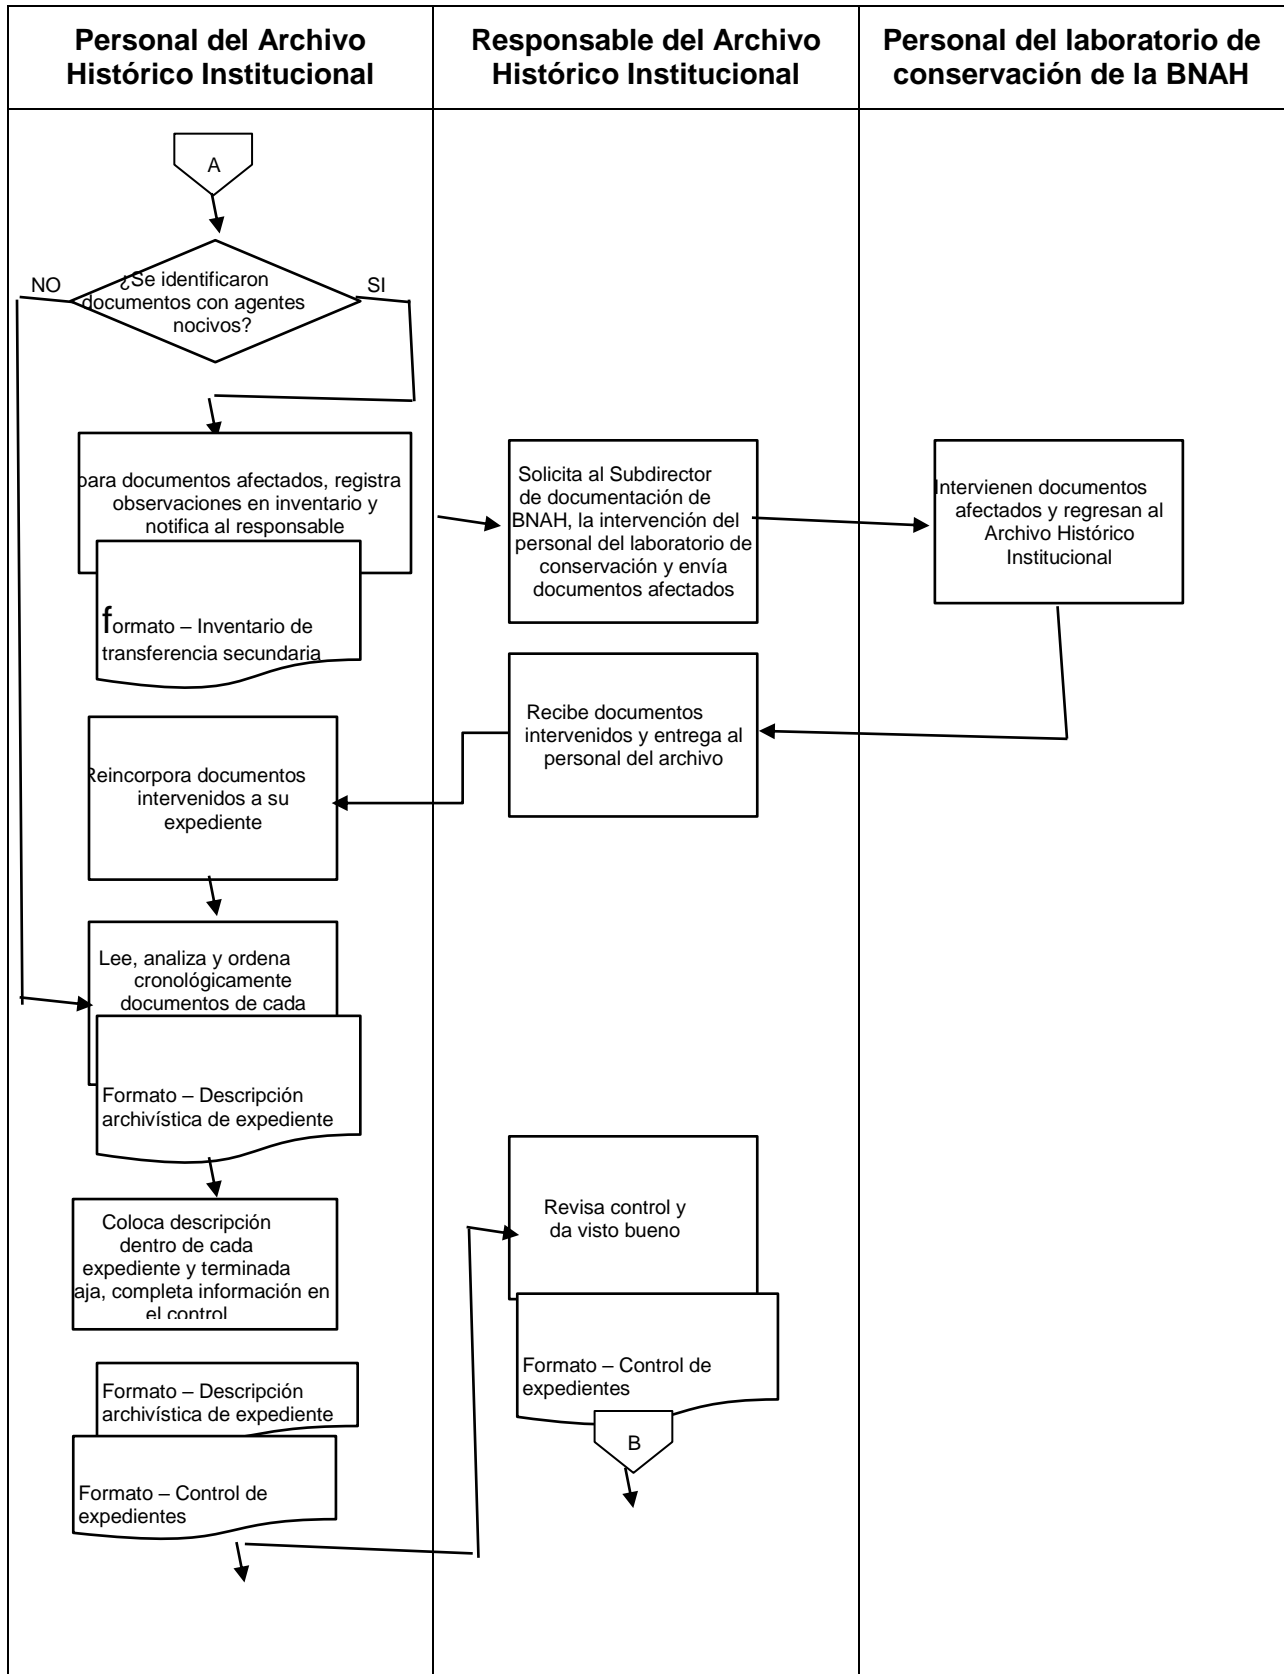 Personal del Archivo
Histórico Institucional
Responsable del Archivo
Histórico Institucional
Personal del laboratorio de
conservación de la BNAH
A
¿Se identificaron
documentos con agentes
nocivos?
NO
SI
para documentos afectados, registra
observaciones en inventario y
notifica al responsable
formato – Inventario de
transferencia secundaria
Solicita al Subdirector
de documentación de
BNAH, la intervención del
personal del laboratorio de
conservación y envía
documentos afectados
Intervienen documentos
afectados y regresan al
Archivo Histórico
Institucional
Recibe documentos
intervenidos y entrega al
personal del archivo
Reincorpora documentos
intervenidos a su
expediente
Lee, analiza y ordena
cronológicamente
documentos de cada
Formato – Descripción
archivística de expediente
Coloca descripción
dentro de cada
expediente y terminada
aja, completa información en
el control
Formato – Descripción
archivística de expediente
Formato – Control de
expedientes
Revisa control y
da visto bueno
Formato – Control de
expedientes
B